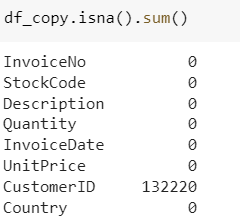 df_copy.isna().sum()
InvoiceNo 0
StockCode 0
Description 0
Quantity 0
InvoiceDate 0
UnitPrice 0
CustomerID 132220
Country 0